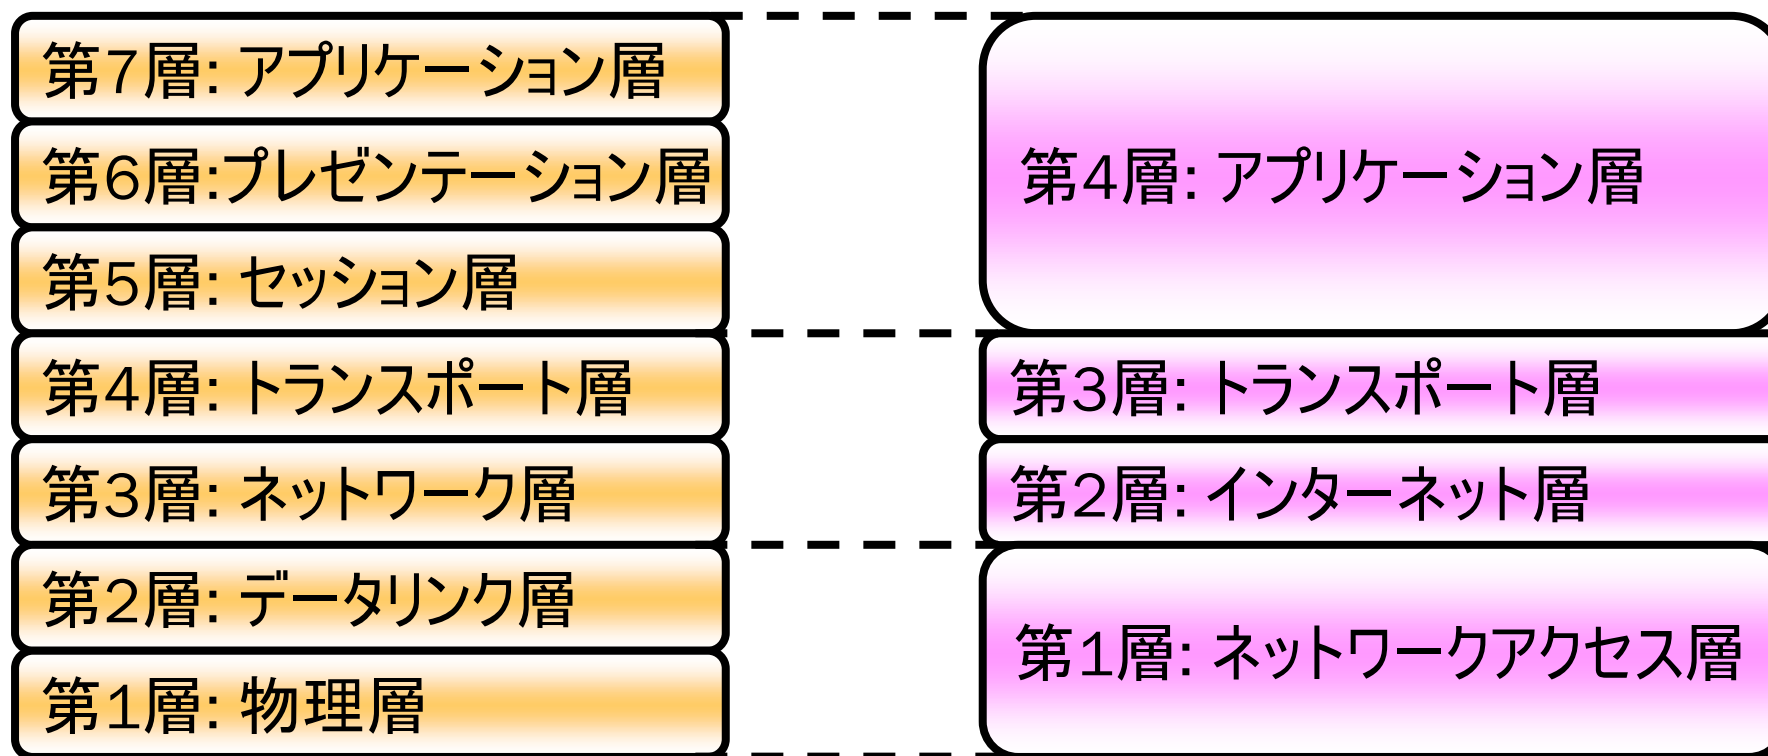 第7層: アプリケーション層
第6層:プレゼンテーション層
第5層: セッション層
第4層: トランスポート層
第3層: ネットワーク層
第2層: データリンク層
第1層: 物理層
第4層: アプリケーション層
第3層: トランスポート層
第2層: インターネット層
第1層: ネットワークアクセス層